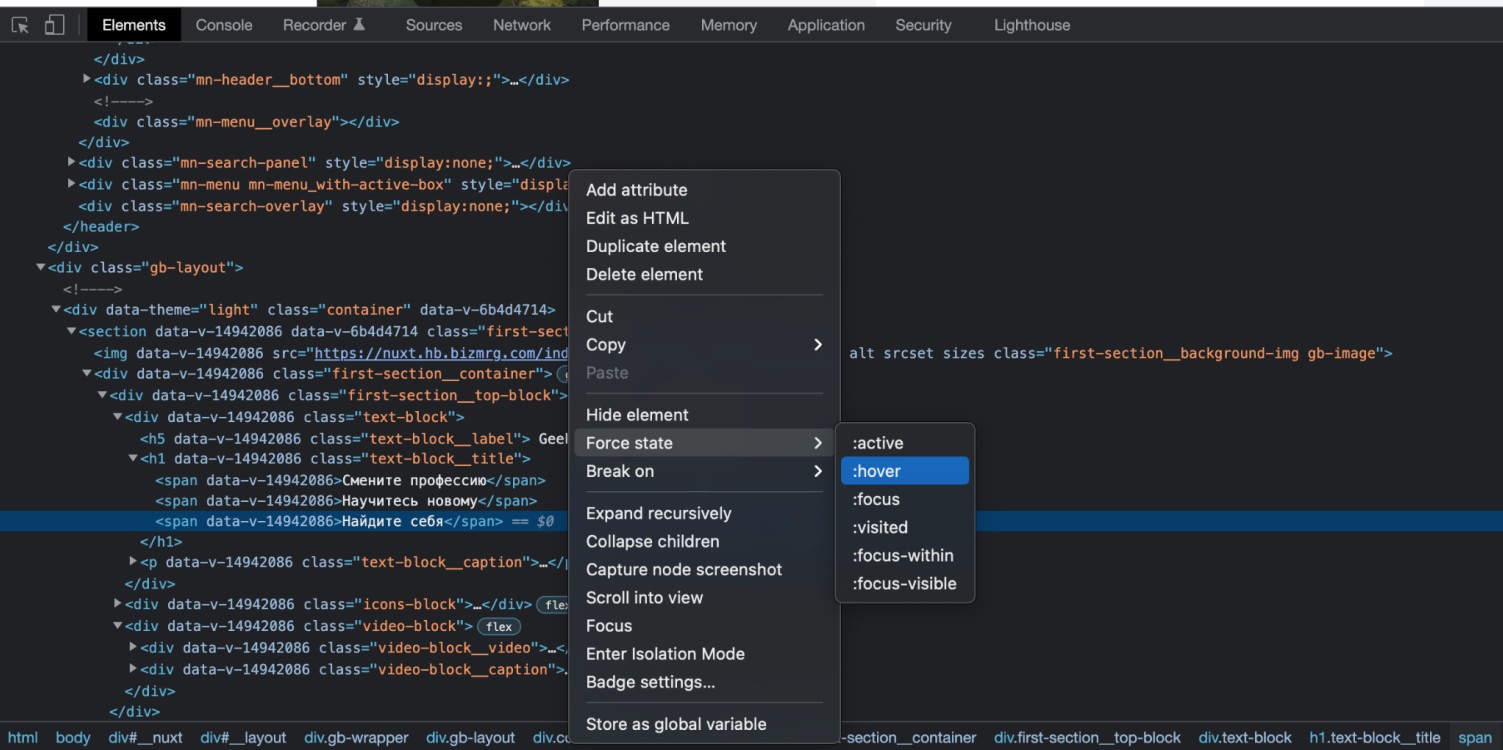 Elements Console Recorder Sources Network Performance Memory Application Security Lighthouse
</div>
<div class="mn-header__bottom" style="display:;">…</div>
<!---->
<div class="mn-menu__overlay"></div>
</div>
<div class="mn-search-panel" style="display:none;">…</div>
<div class="mn-menu mn-menu_with-active-box" style="displa
<div class="mn-search-overlay" style="display:none;"></div
</header>
</div>
<div class="gb-layout">
<!---->
<div data-theme="light" class="container" data-v-6b4d4714>
<section data-v-14942086 data-v-6b4d4714 class="first-sect
<img data-v-14942086 src="https://nuxt.hb.bizmrg.com/ind alt srcset sizes class="first-section__background-img gb-image">
<div data-v-14942086 class="first-section__container">
<div data-v-14942086 class="first-section__top-block">
<div data-v-14942086 class="text-block">
<h5 data-v-14942086 class="text-block__label"> Geek
<h1 data-v-14942086 class="text-block__title">
<span data-v-14942086>Смените профессию</span>
<span data-v-14942086>Научитесь новому</span>
<span data-v-14942086>Найдите себя</span> == $0
</h1>
<p data-v-14942086 class="text-block__caption">…</p
</div>
<div data-v-14942086 class="icons-block">…</div> flex
<div data-v-14942086 class="video-block"> flex
<div data-v-14942086 class="video-block__video">…<
<div data-v-14942086 class="video-block__caption">…
</div>
</div>
Add attribute
Edit as HTML
Duplicate element
Delete element
Cut
Copy
Paste
Hide element
Force state
Break on
Expand recursively
Collapse children
Capture node screenshot
Scroll into view
Focus
Enter Isolation Mode
Badge settings...
Store as global variable
:active
:hover
:focus
:visited
:focus-within
:focus-visible
html body div#__nuxt div#__layout div.gb-wrapper div.gb-layout div.co -section__container div.first-section__top-block div.text-block h1.text-block__title span